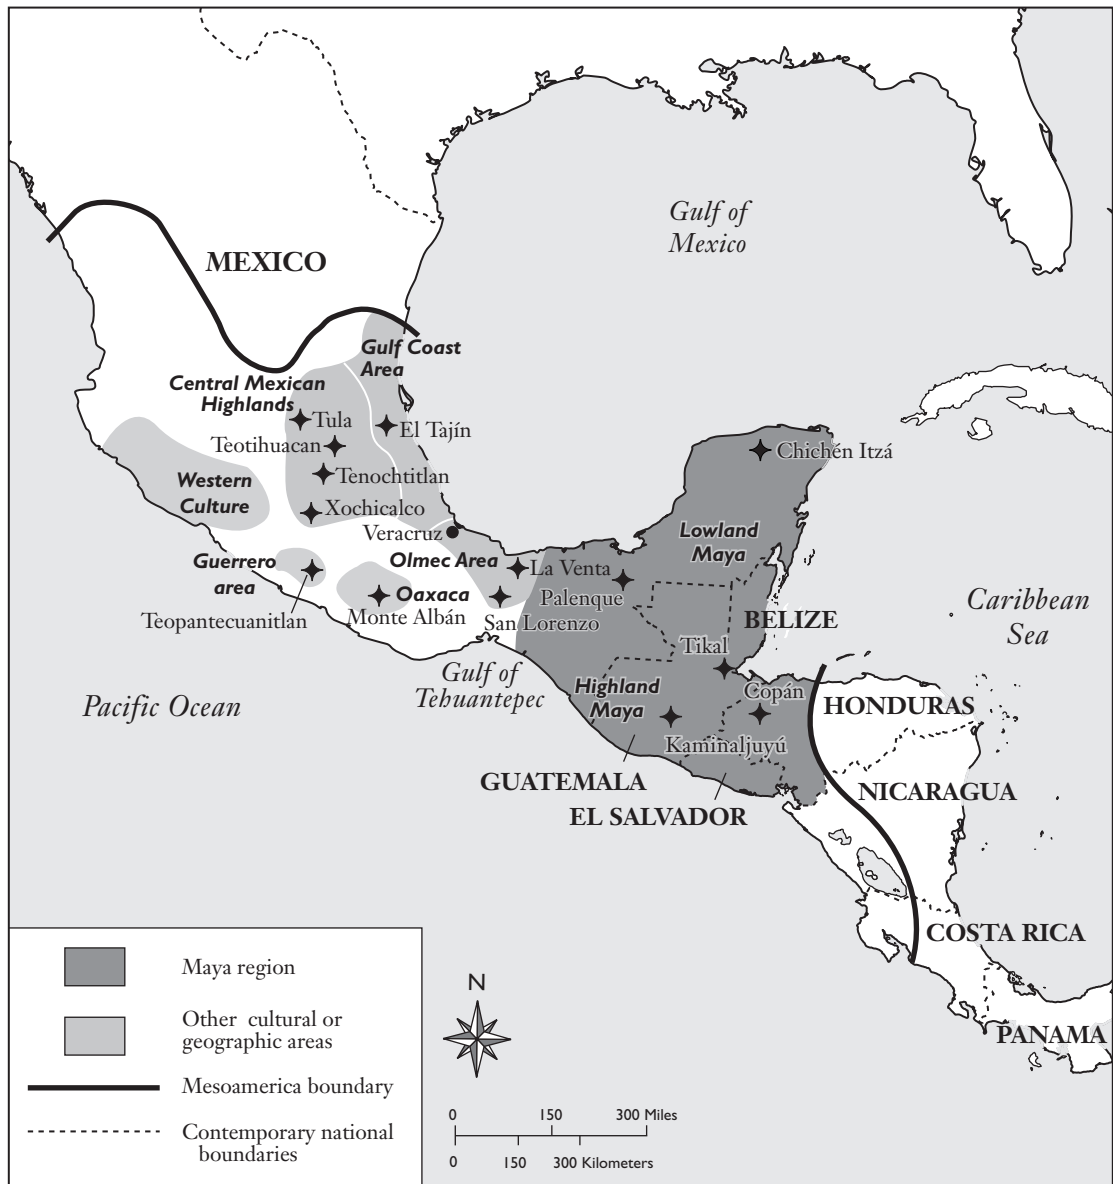 Gulf of
Mexico
MEXICO
Gulf Coast
Area
Central Mexican
Highlands
Tula
El Tajín
Teotihuacan
Chichén Itzá
Tenochtitlan
Western
Culture
Xochicalco
Veracruz
Lowland
Maya
Olmec Area
La Venta
Guerrero
area
Palenque
Oaxaca
Monte Albán
San Lorenzo
Teopantecuanitlan
BELIZE
Caribbean
Sea
Tikal
Gulf of
Tehuantepec
Highland
Maya
Copán
Pacific Ocean
HONDURAS
Kaminaljuyú
GUATEMALA
NICARAGUA
EL SALVADOR
COSTA RICA
PANAMA
Maya region
Other cultural or
geographic areas
Mesoamerica boundary
Contemporary national
boundaries
N
0 150 300 Miles
0 150 300 Kilometers